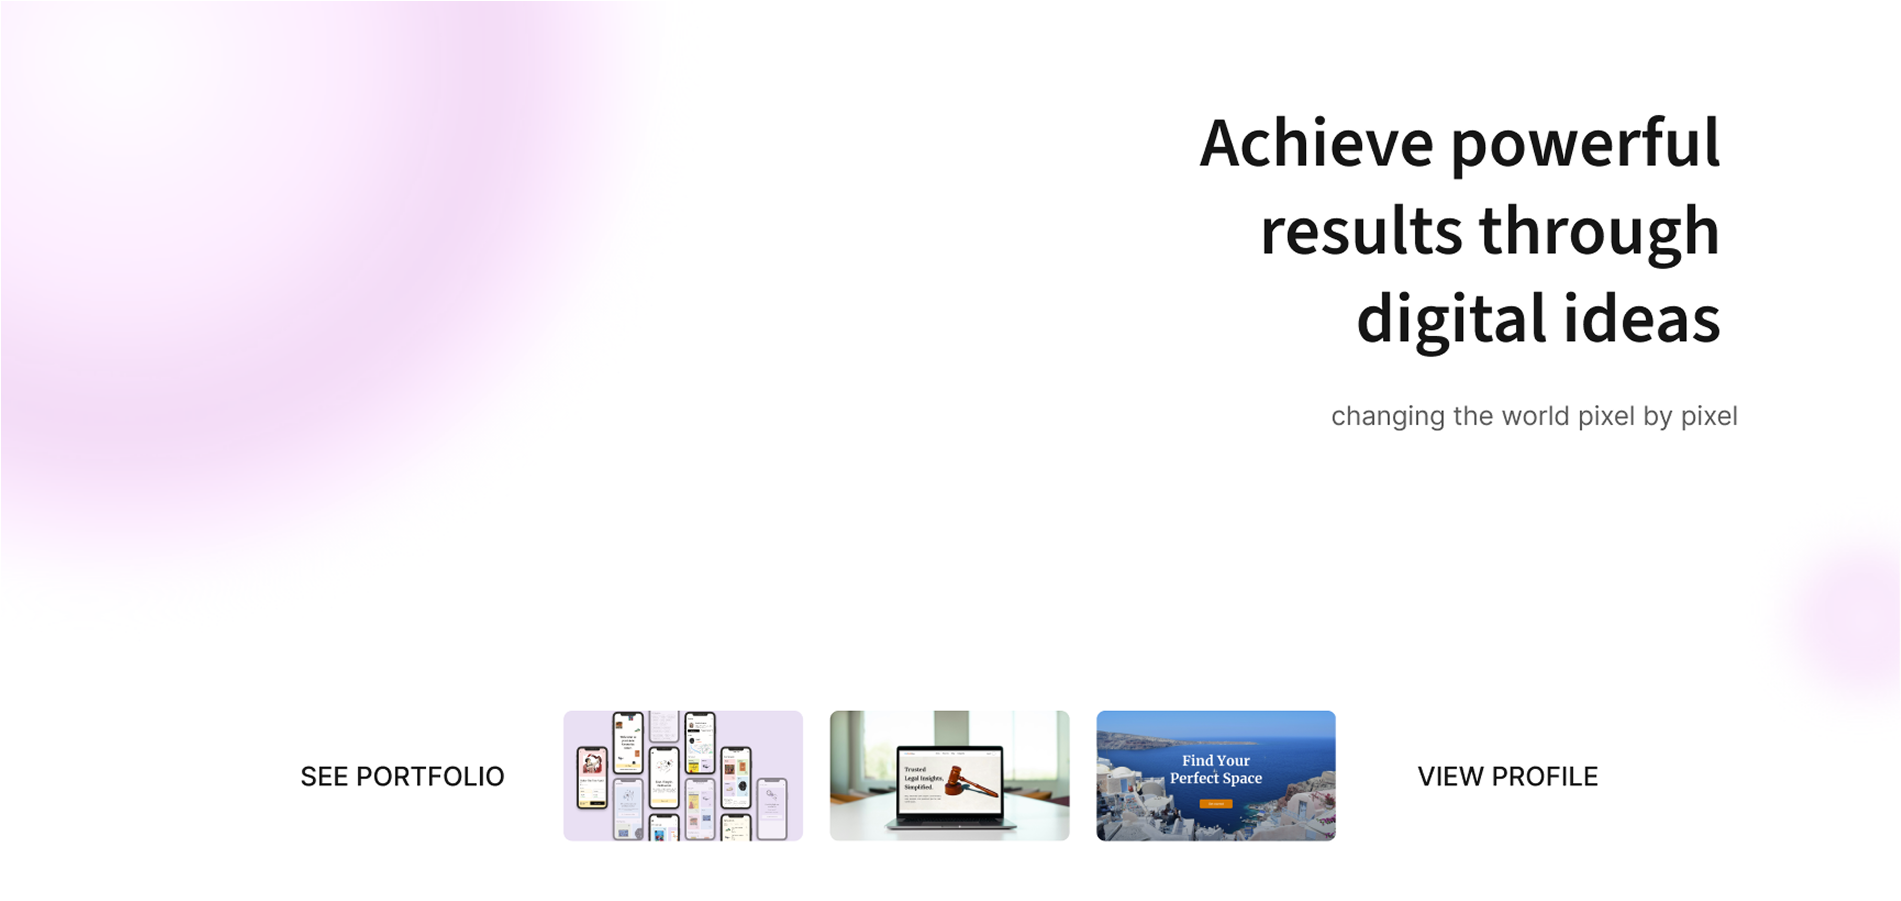 Achieve powerful
results through
digital ideas
changing the world pixel by pixel
SEE PORTFOLIO
Trusted
Legal Insights,
Simplified.
Find Your
Perfect Space
VIEW PROFILE